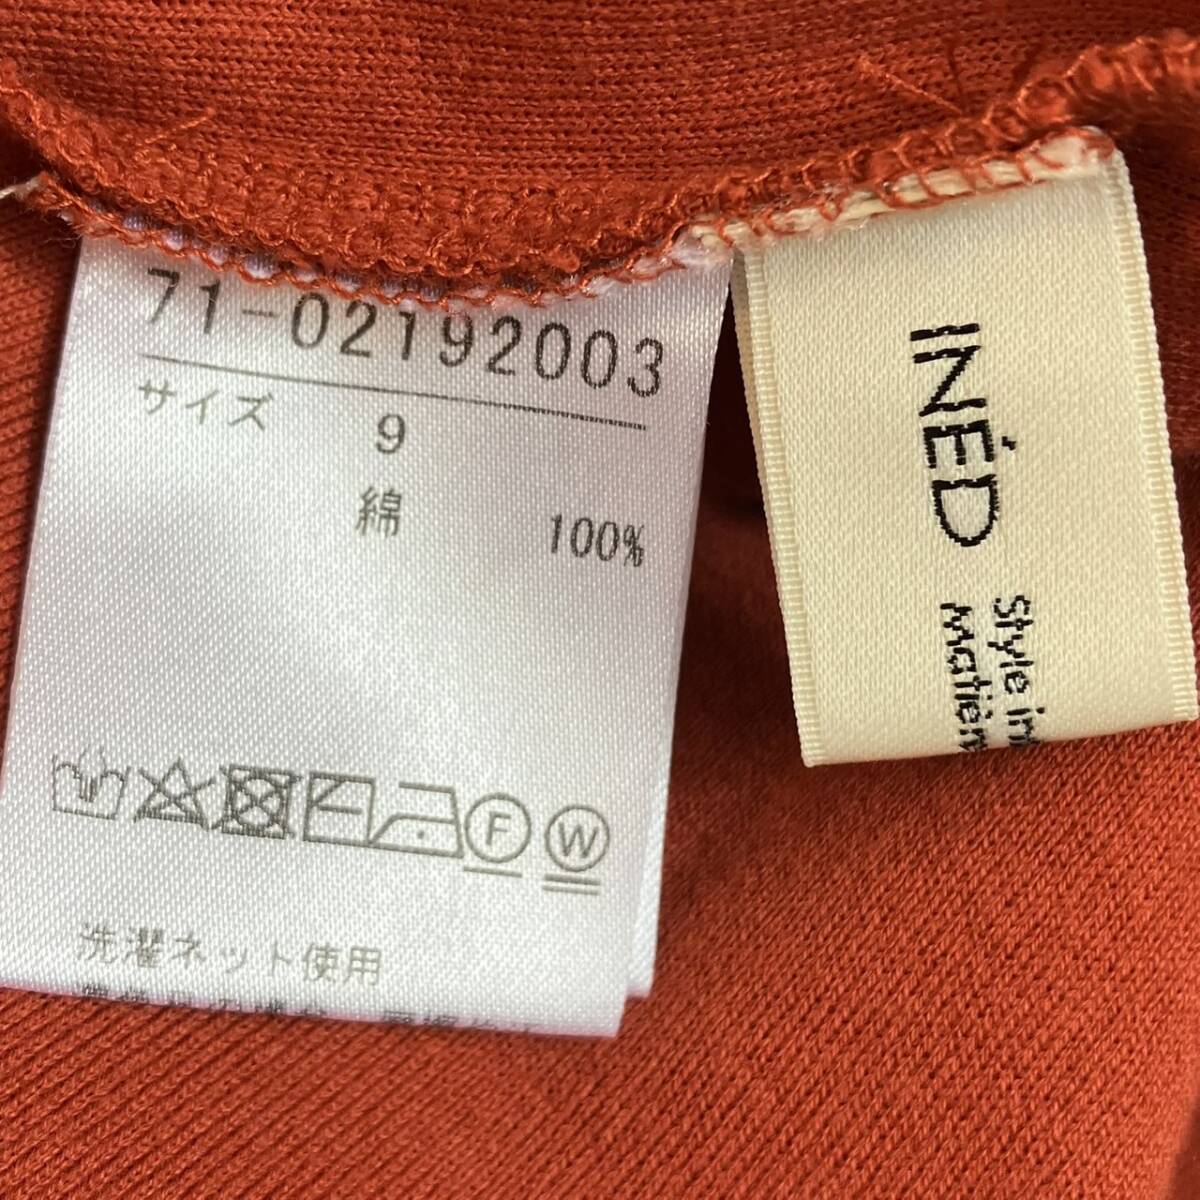 71-02192003
サイズ 9
綿 100%
F W
洗濯ネット使用
INÉD
Style in
Matièr